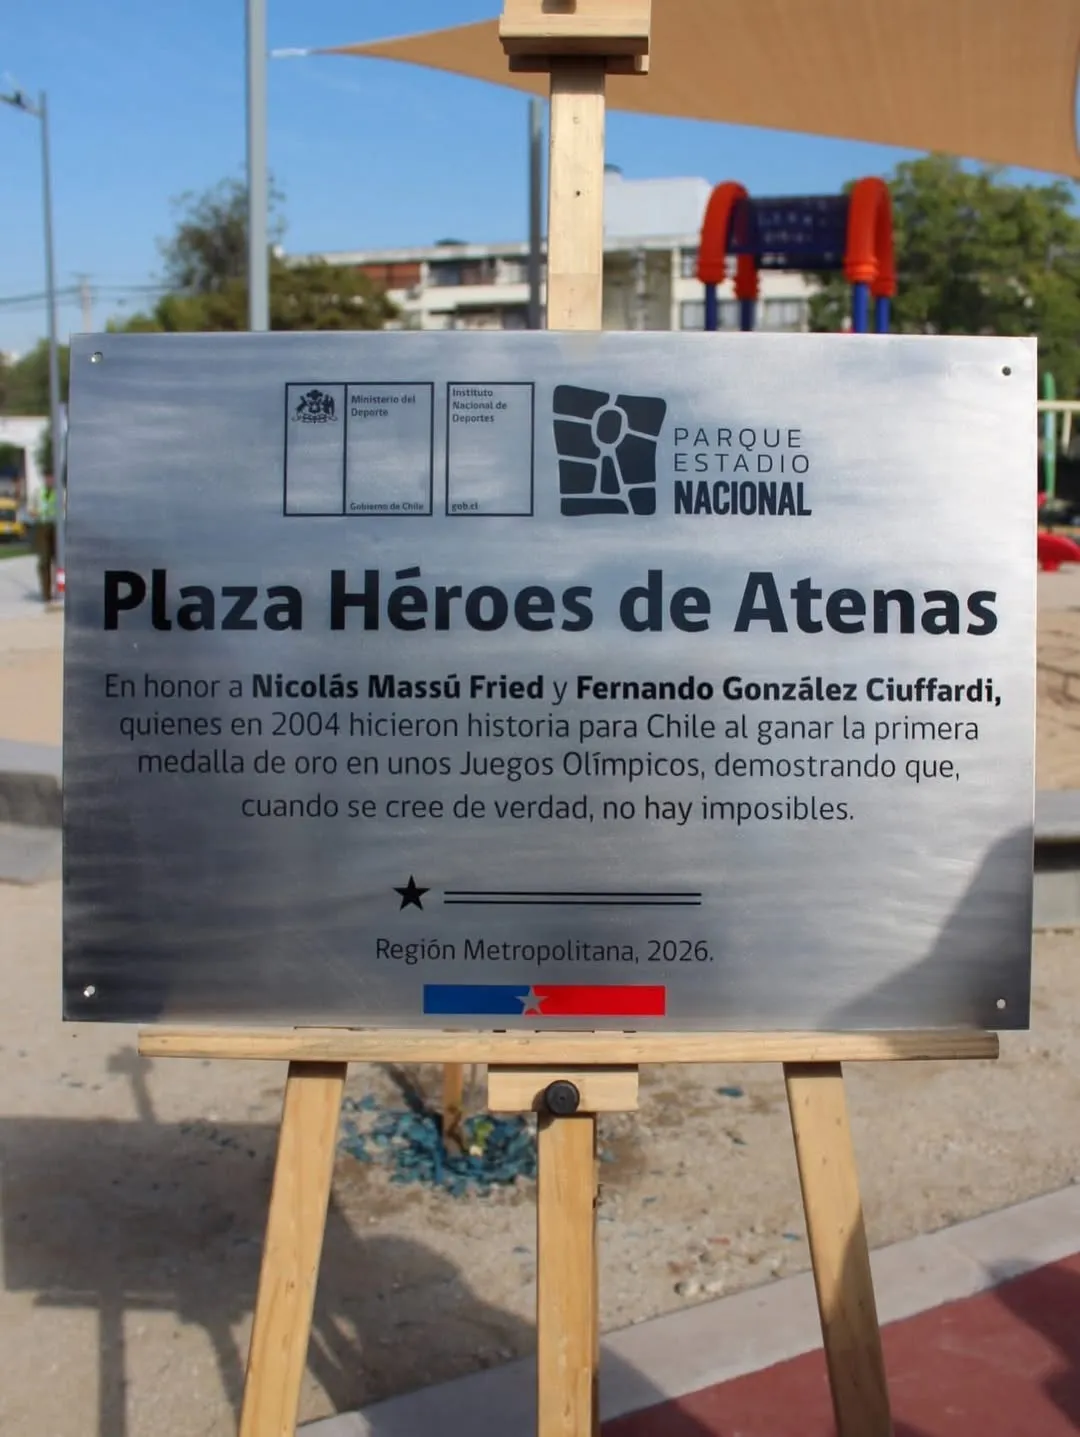 Ministerio del
Deporte
Gobierno de Chile
Instituto
Nacional de
Deportes
gob.cl
PARQUE
ESTADIO
NACIONAL
Plaza Héroes de Atenas
En honor a Nicolás Massú Fried y Fernando González Ciuffardi,
quienes en 2004 hicieron historia para Chile al ganar la primera
medalla de oro en unos Juegos Olímpicos, demostrando que,
cuando se cree de verdad, no hay imposibles.
Región Metropolitana, 2026.